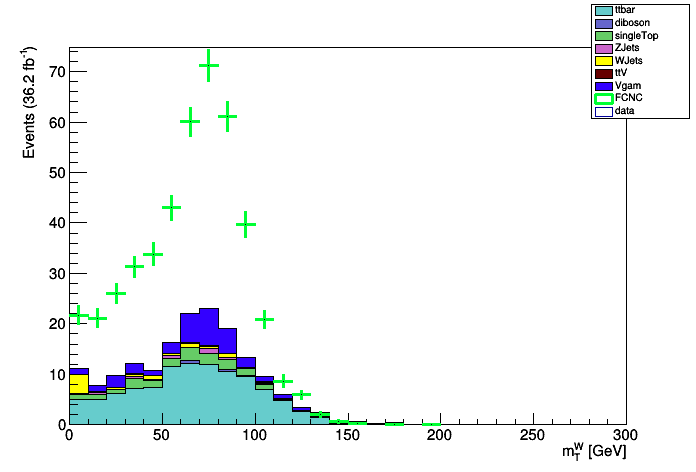 ttbar
diboson
singleTop
ZJets
WJets
ttV
Vgam
FCNC
data
Events (36.2 fb⁻¹)
70
60
50
40
30
20
10
0
0 50 100 150 200 250 300
m_T^W [GeV]